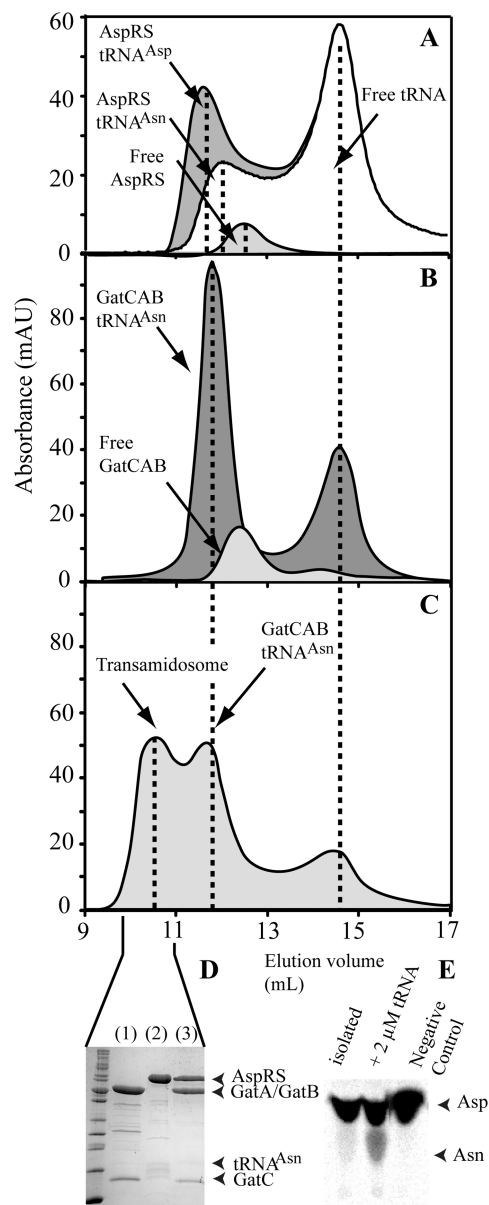 A
60
AspRS
tRNAAsp
40
AspRS
tRNAAsn
Free tRNA
Free
AspRS
20
0
B
GatCAB
tRNAAsn
80
60
Free
GatCAB
40
20
0
Absorbance (mAU)
C
GatCAB
tRNAAsn
80
Transamidosome
60
40
20
0
9 11 13 15 17
Elution volume
(mL)
D
(1) (2) (3)
AspRS
GatA/GatB
tRNAAsn
GatC
E
isolated
+ 2 µM tRNA
Negative
Control
Asp
Asn